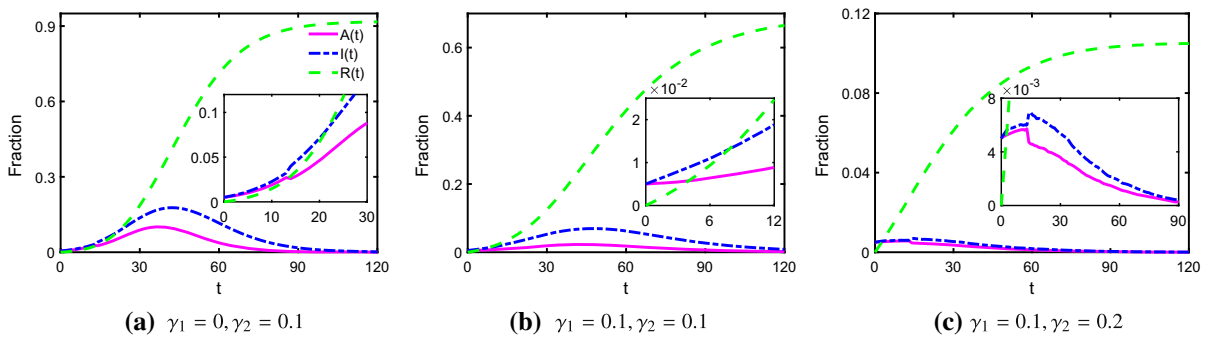 0.9
0.6
0.3
0
Fraction
A(t)
I(t)
R(t)
0.1
0.05
0
0 10 20 30
0 30 60 90 120
t
(a) γ₁ = 0, γ₂ = 0.1
0.6
0.4
0.2
0
Fraction
×10⁻²
2
1
0
0 6 12
0 30 60 90 120
t
(b) γ₁ = 0.1, γ₂ = 0.1
0.12
0.08
0.04
0
Fraction
8 ×10⁻³
4
0
0 30 60 90
0 30 60 90 120
t
(c) γ₁ = 0.1, γ₂ = 0.2